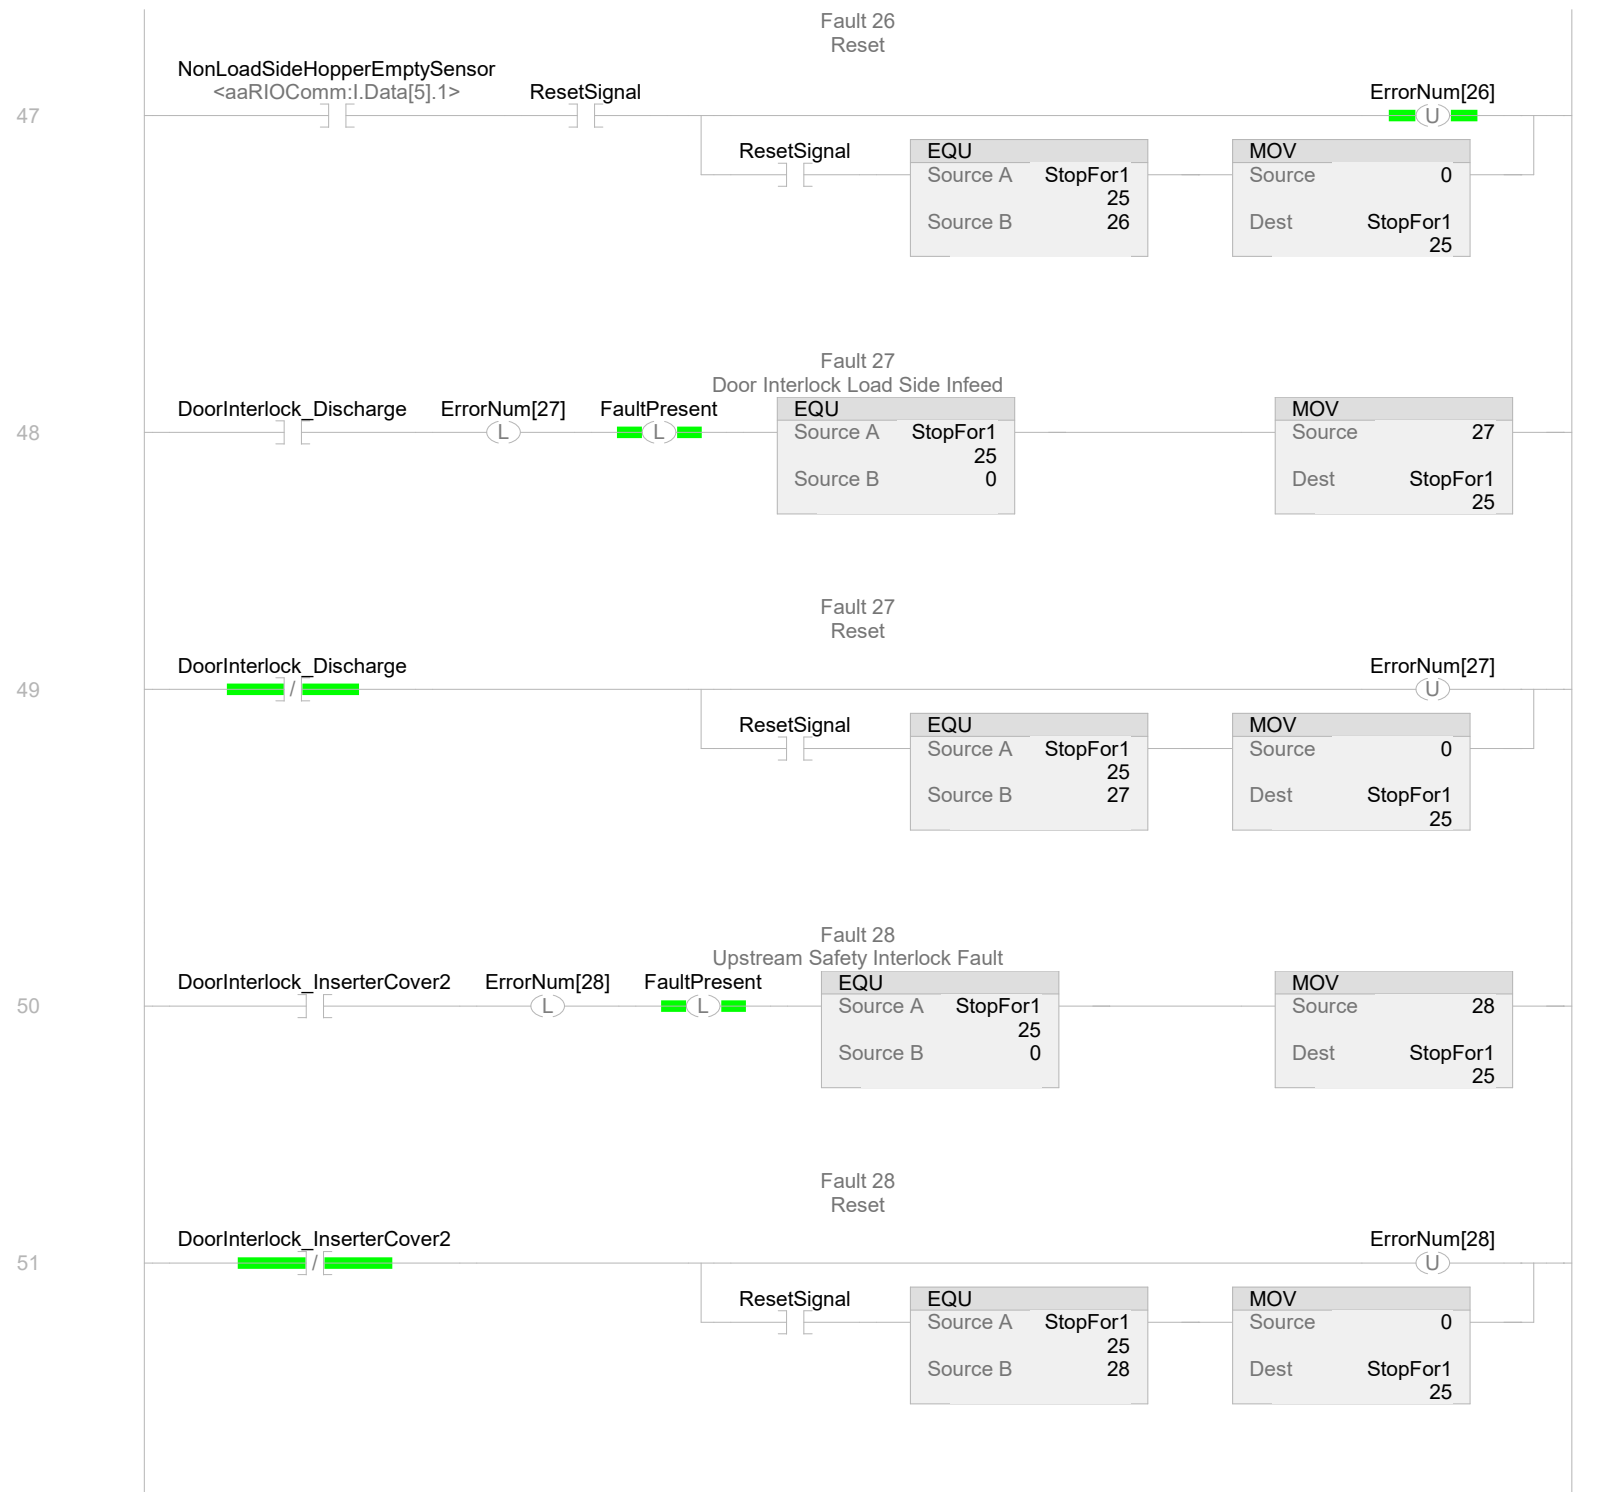 Fault 26
Reset
NonLoadSideHopperEmptySensor
<aaRIOComm:I.Data[5].1>
ResetSignal
ErrorNum[26]
47
U
ResetSignal
EQU
Source A StopFor1
25
Source B 26
MOV
Source 0
Dest StopFor1
25
Fault 27
Door Interlock Load Side Infeed
DoorInterlock_Discharge
ErrorNum[27]
FaultPresent
48
L
L
EQU
Source A StopFor1
25
Source B 0
MOV
Source 27
Dest StopFor1
25
Fault 27
Reset
DoorInterlock_Discharge
ErrorNum[27]
49
/
U
ResetSignal
EQU
Source A StopFor1
25
Source B 27
MOV
Source 0
Dest StopFor1
25
Fault 28
Upstream Safety Interlock Fault
DoorInterlock_InserterCover2
ErrorNum[28]
FaultPresent
50
L
L
EQU
Source A StopFor1
25
Source B 0
MOV
Source 28
Dest StopFor1
25
Fault 28
Reset
DoorInterlock_InserterCover2
ErrorNum[28]
51
/
U
ResetSignal
EQU
Source A StopFor1
25
Source B 28
MOV
Source 0
Dest StopFor1
25